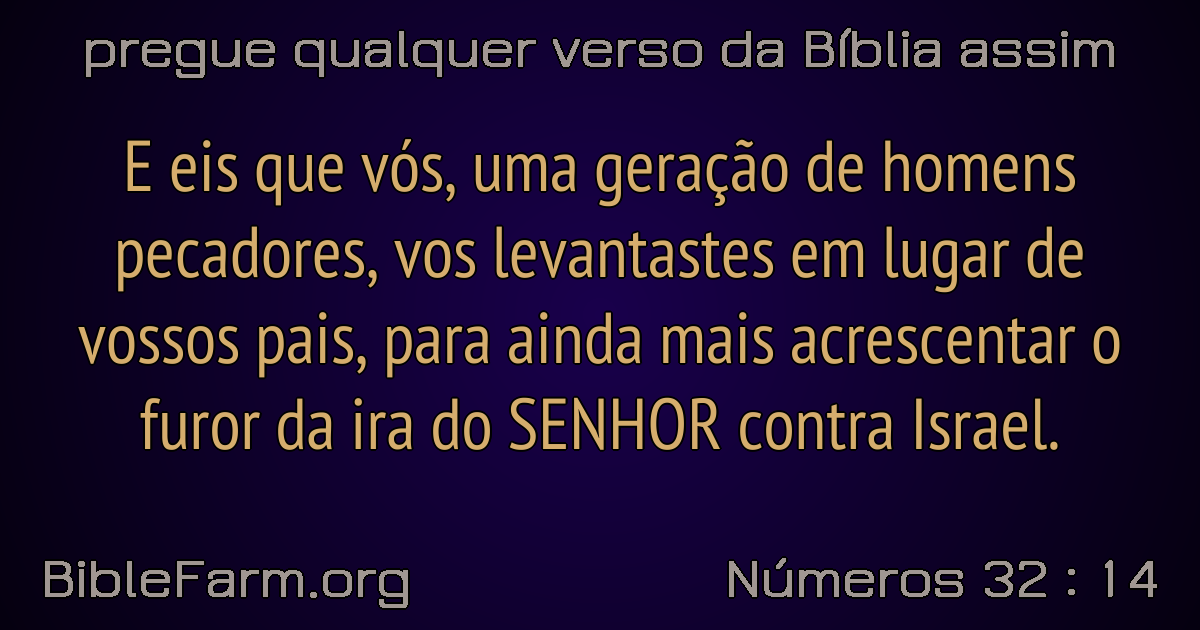 pregue qualquer verso da Bíblia assim
E eis que vós, uma geração de homens
pecadores, vos levantastes em lugar de
vossos pais, para ainda mais acrescentar o
furor da ira do SENHOR contra Israel.
BibleFarm.org
Números 32 : 14